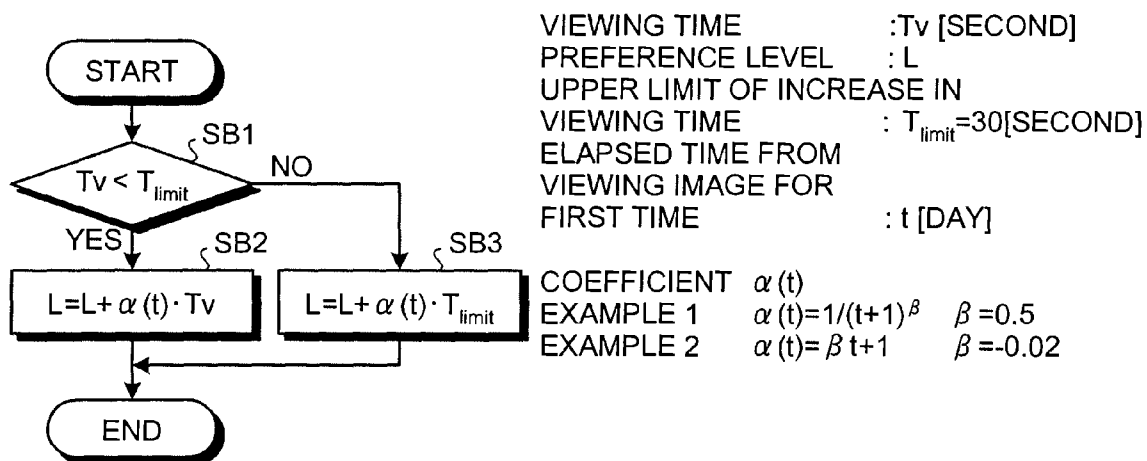 START
SB1
Tv < T_limit
NO
YES
SB2
L=L+ α(t)·Tv
SB3
L=L+ α(t)·T_limit
END
VIEWING TIME :Tv [SECOND]
PREFERENCE LEVEL : L
UPPER LIMIT OF INCREASE IN
VIEWING TIME : T_limit=30[SECOND]
ELAPSED TIME FROM
VIEWING IMAGE FOR
FIRST TIME : t [DAY]
COEFFICIENT α(t)
EXAMPLE 1 α(t)=1/(t+1)^β β=0.5
EXAMPLE 2 α(t)=β t+1 β=-0.02